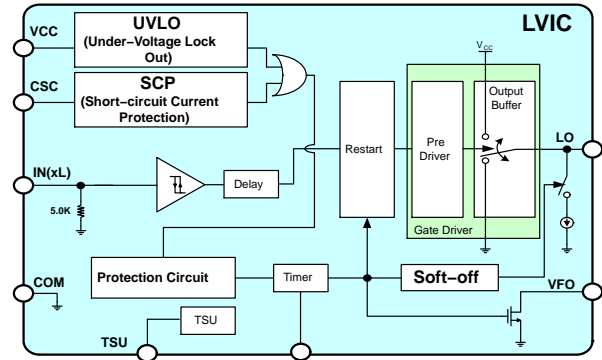 LVIC
VCC
UVLO
(Under-Voltage Lock
Out)
CSC
SCP
(Short-circuit Current
Protection)
VCC
Output
Buffer
LO
Restart
Pre
Driver
Gate Driver
IN(xL)
5.0K
Delay
COM
Protection Circuit
Timer
Soft-off
VFO
TSU
TSU